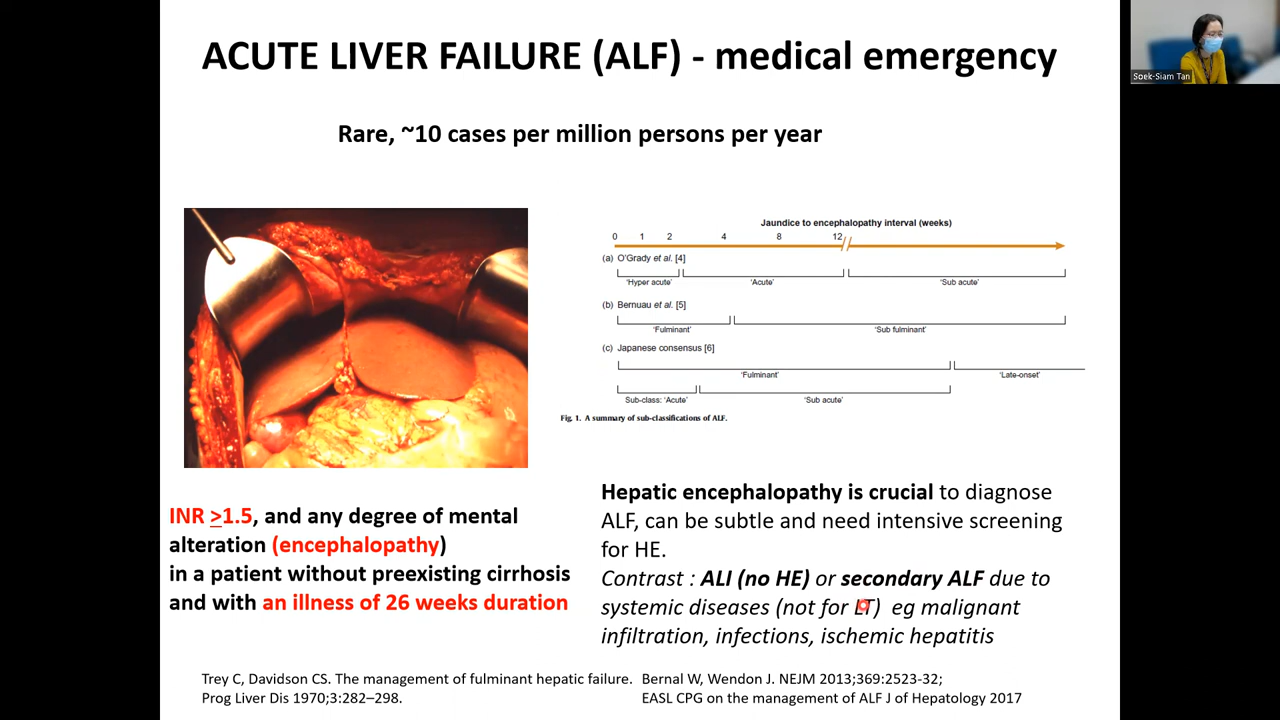 ACUTE LIVER FAILURE (ALF) - medical emergency
Soek-Siam Tan
Rare, ~10 cases per million persons per year
Jaundice to encephalopathy interval (weeks)
0 1 2 4 8 12
(a) O'Grady et al. [4]
'Hyper acute' 'Acute' 'Sub acute'
(b) Bernuau et al. [5]
'Fulminant' 'Sub fulminant'
(c) Japanese consensus [6]
'Fulminant' 'Late-onset'
Sub-class: 'Acute' 'Sub acute'
Fig. 1. A summary of sub-classifications of ALF.
INR >1.5, and any degree of mental
alteration (encephalopathy)
in a patient without preexisting cirrhosis
and with an illness of 26 weeks duration
Hepatic encephalopathy is crucial to diagnose
ALF, can be subtle and need intensive screening
for HE.
Contrast : ALI (no HE) or secondary ALF due to
systemic diseases (not for LT) eg malignant
infiltration, infections, ischemic hepatitis
Trey C, Davidson CS. The management of fulminant hepatic failure.
Prog Liver Dis 1970;3:282–298.
Bernal W, Wendon J. NEJM 2013;369:2523-32;
EASL CPG on the management of ALF J of Hepatology 2017